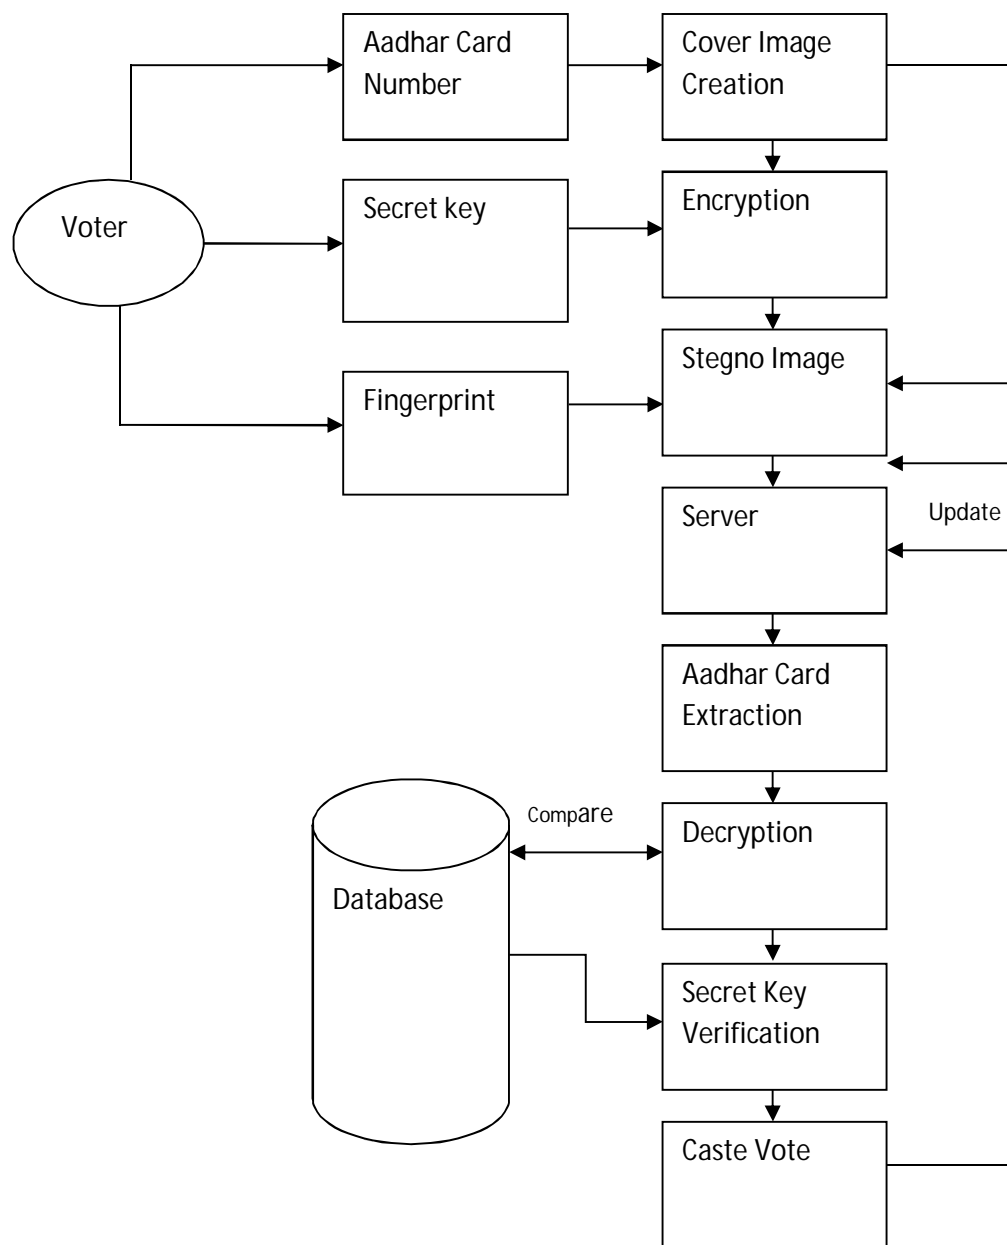 Aadhar Card
Number
Cover Image
Creation
Voter
Secret key
Encryption
Fingerprint
Stegno Image
Server
Update
Aadhar Card
Extraction
Compare
Decryption
Database
Secret Key
Verification
Caste Vote